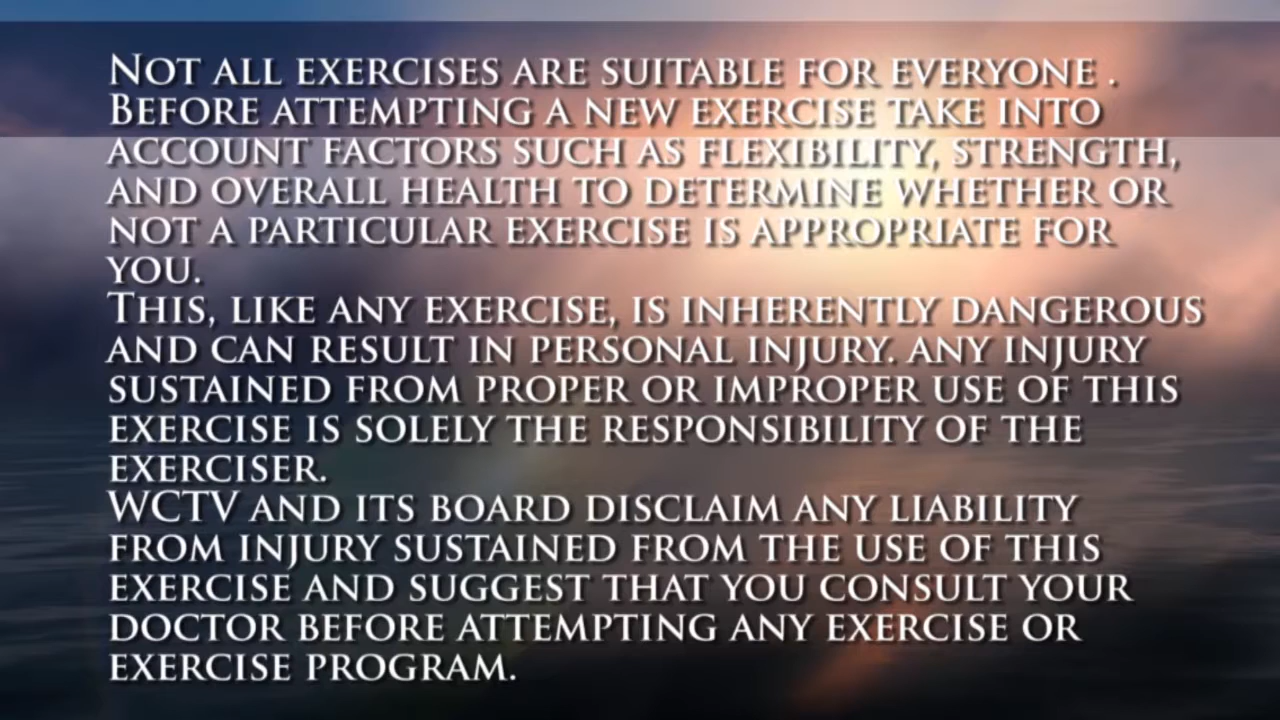 Not all exercises are suitable for everyone .
Before attempting a new exercise take into
account factors such as flexibility, strength,
and overall health to determine whether or
not a particular exercise is appropriate for
you.
This, like any exercise, is inherently dangerous
and can result in personal injury. any injury
sustained from proper or improper use of this
exercise is solely the responsibility of the
exerciser.
WCTV and its board disclaim any liability
from injury sustained from the use of this
exercise and suggest that you consult your
doctor before attempting any exercise or
exercise program.